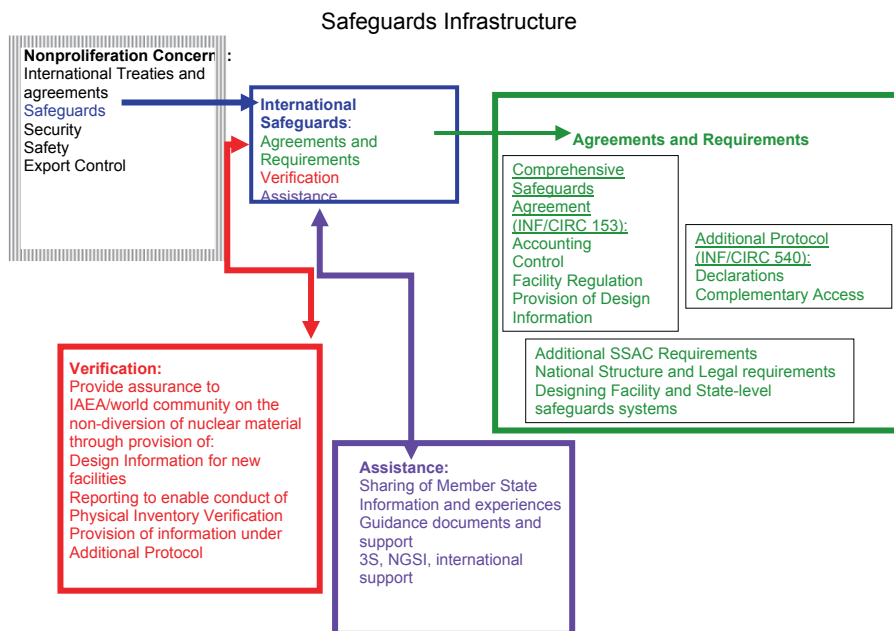 Safeguards Infrastructure
Nonproliferation Concern:
International Treaties and
agreements
Safeguards
Security
Safety
Export Control
International
Safeguards:
Agreements and
Requirements
Verification
Assistance
Agreements and Requirements
Comprehensive
Safeguards
Agreement
(INF/CIRC 153):
Accounting
Control
Facility Regulation
Provision of Design
Information
Additional Protocol
(INF/CIRC 540):
Declarations
Complementary Access
Additional SSAC Requirements
National Structure and Legal requirements
Designing Facility and State-level
safeguards systems
Verification:
Provide assurance to
IAEA/world community on the
non-diversion of nuclear material
through provision of:
Design Information for new
facilities
Reporting to enable conduct of
Physical Inventory Verification
Provision of information under
Additional Protocol
Assistance:
Sharing of Member State
Information and experiences
Guidance documents and
support
3S, NGSI, international
support